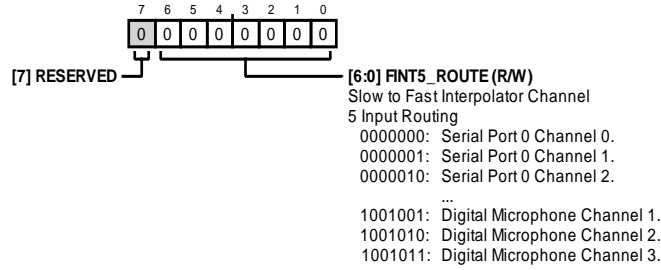 7 6 5 4 3 2 1 0
0 0 0 0 0 0 0 0
[7] RESERVED
[6:0] FINT5_ROUTE (R/W)
Slow to Fast Interpolator Channel
5 Input Routing
0000000: Serial Port 0 Channel 0.
0000001: Serial Port 0 Channel 1.
0000010: Serial Port 0 Channel 2.
...
1001001: Digital Microphone Channel 1.
1001010: Digital Microphone Channel 2.
1001011: Digital Microphone Channel 3.